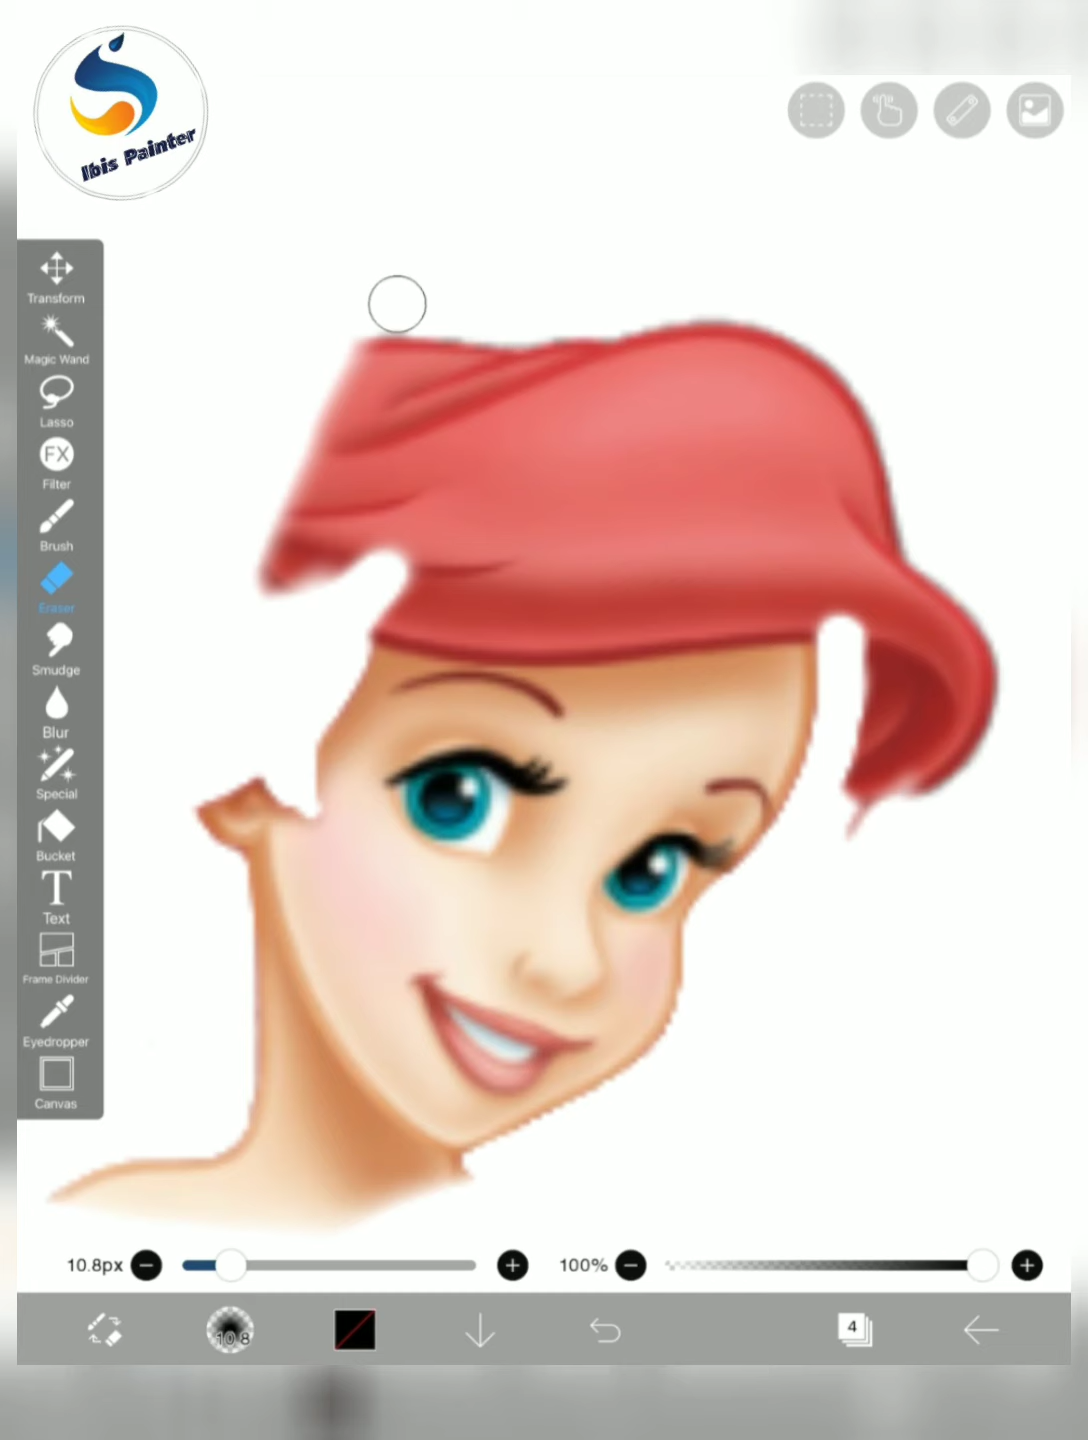 Ibis Painter
Transform
Magic Wand
Lasso
FX
Filter
Brush
Eraser
Smudge
Blur
Special
Bucket
T
Text
Frame Divider
Eyedropper
Canvas
10.8px
100%
10.8
4